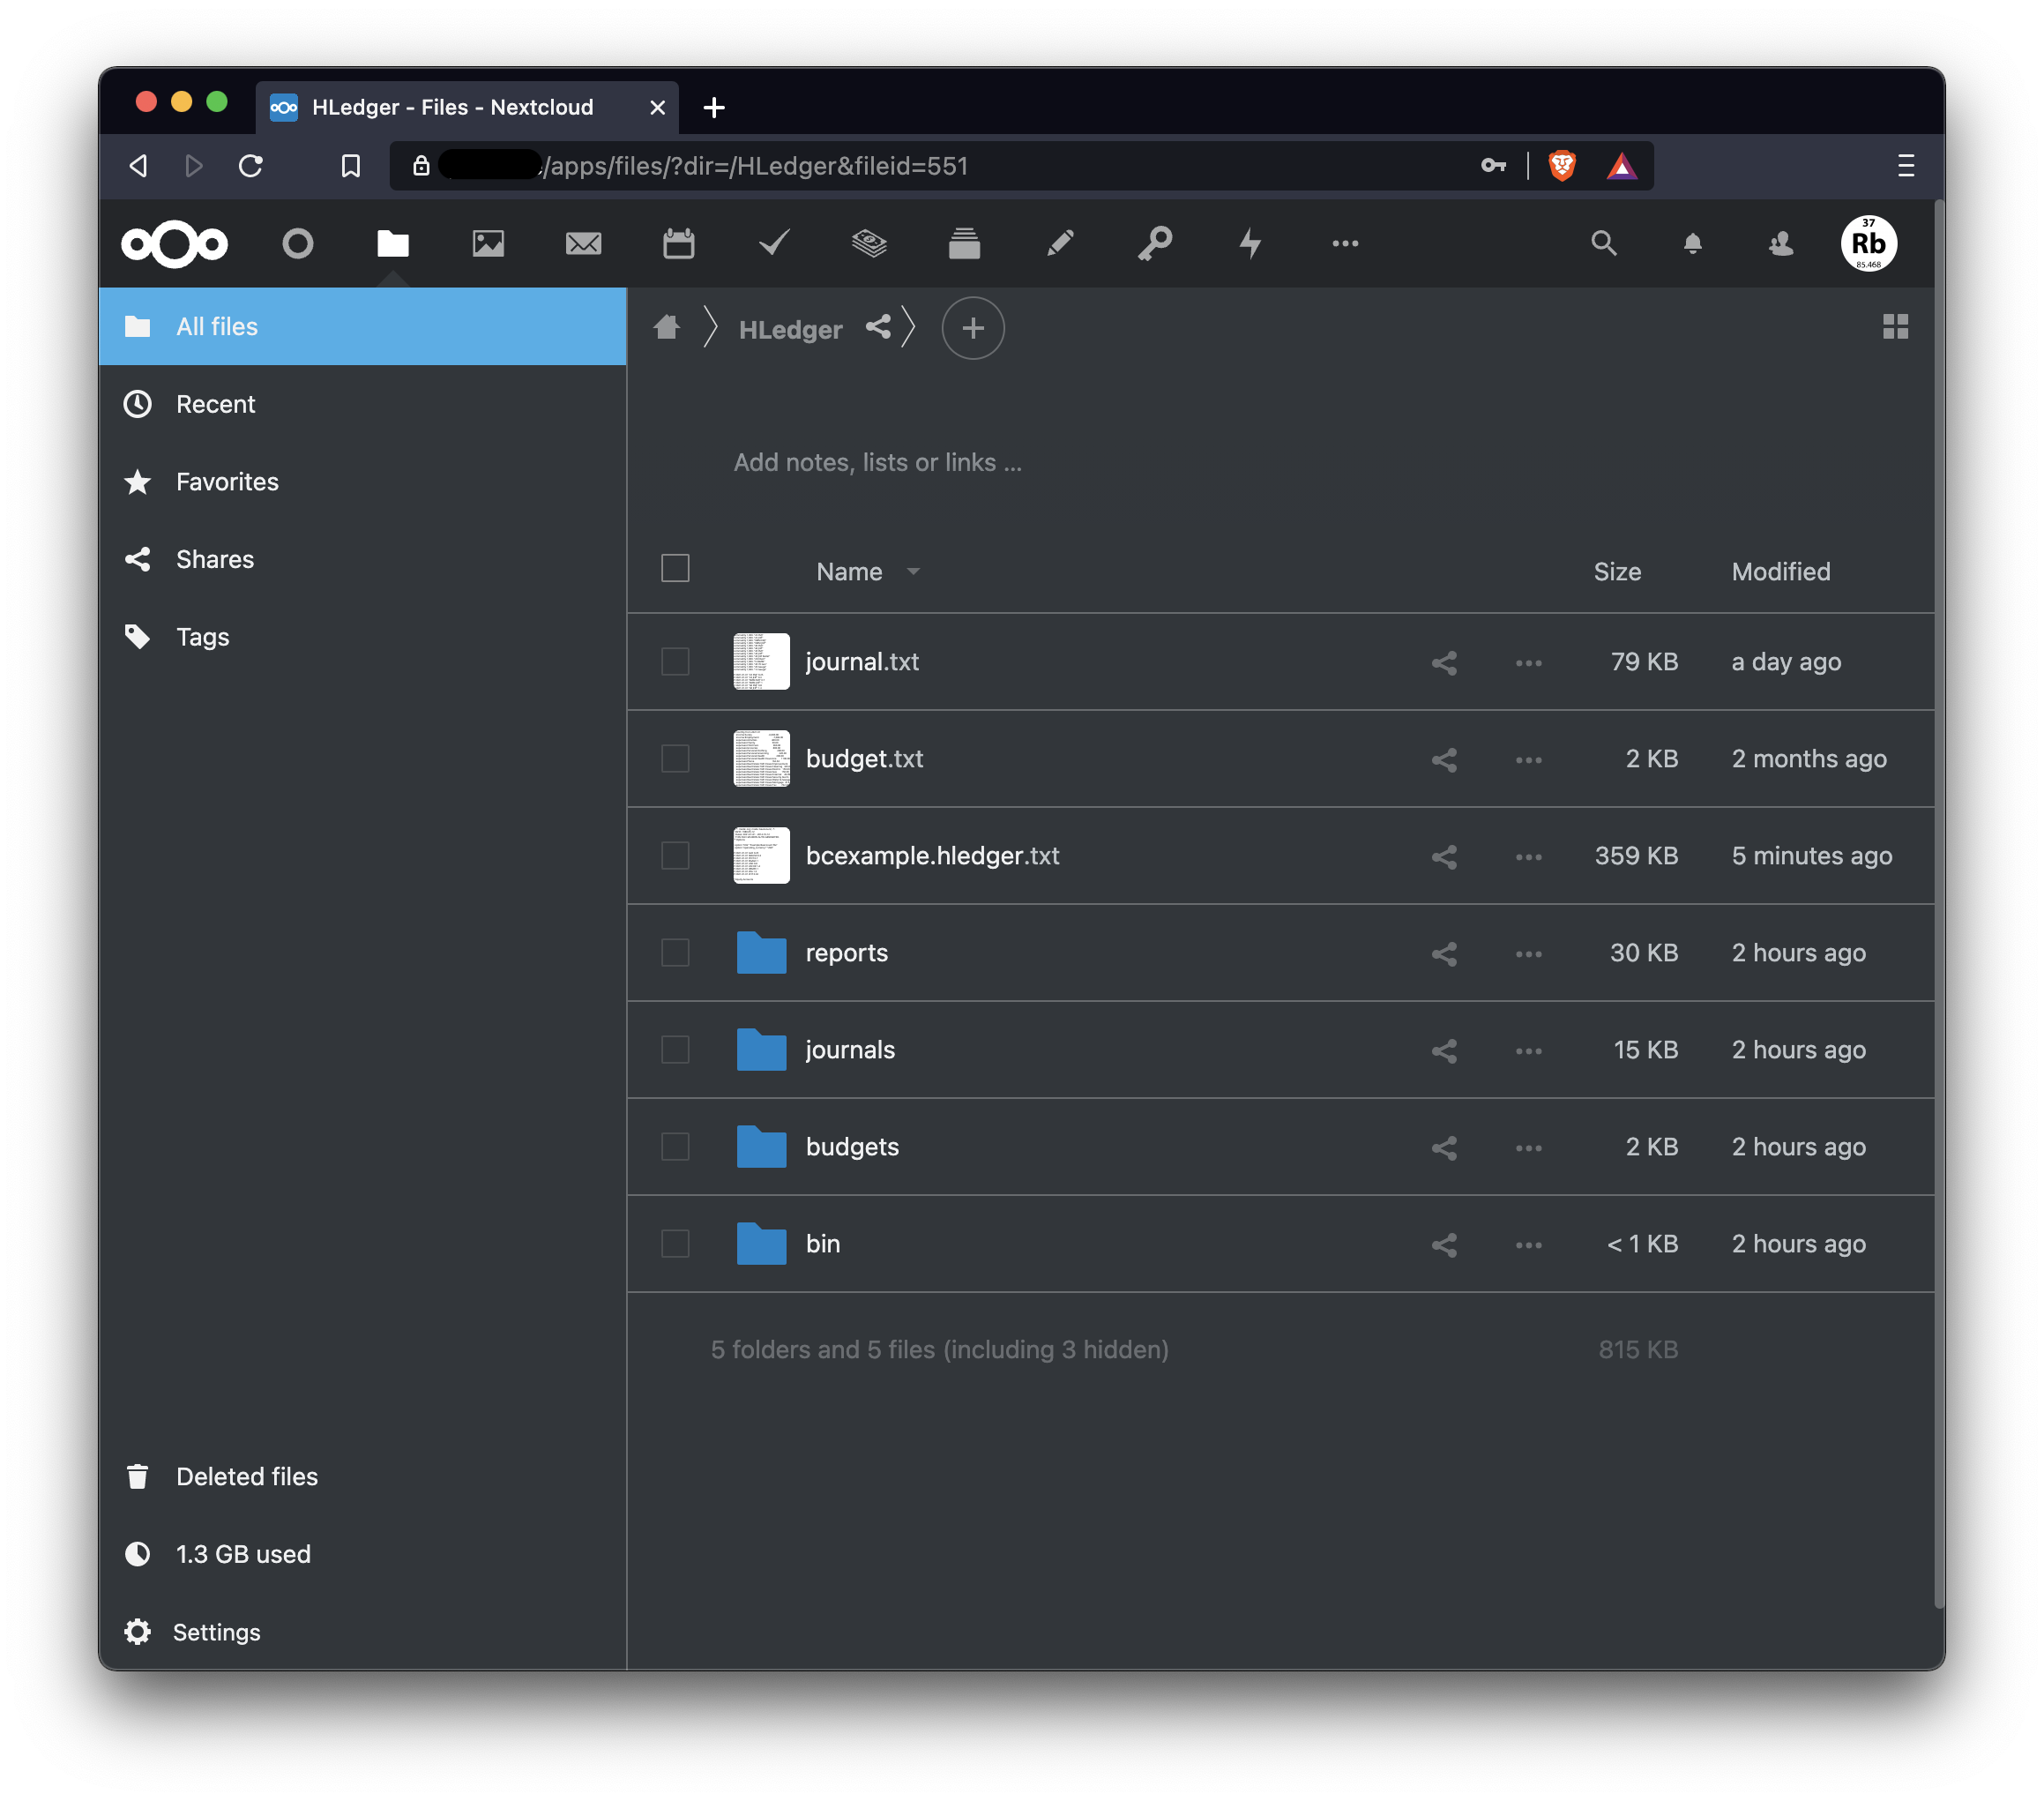 HLedger - Files - Nextcloud
/apps/files/?dir=/HLedger&fileid=551
37
Rb
85.468
All files
Recent
Favorites
Shares
Tags
Deleted files
1.3 GB used
Settings
HLedger
Add notes, lists or links ...
Name Size Modified
journal.txt 79 KB a day ago
budget.txt 2 KB 2 months ago
bcexample.hledger.txt 359 KB 5 minutes ago
reports 30 KB 2 hours ago
journals 15 KB 2 hours ago
budgets 2 KB 2 hours ago
bin < 1 KB 2 hours ago
5 folders and 5 files (including 3 hidden) 815 KB